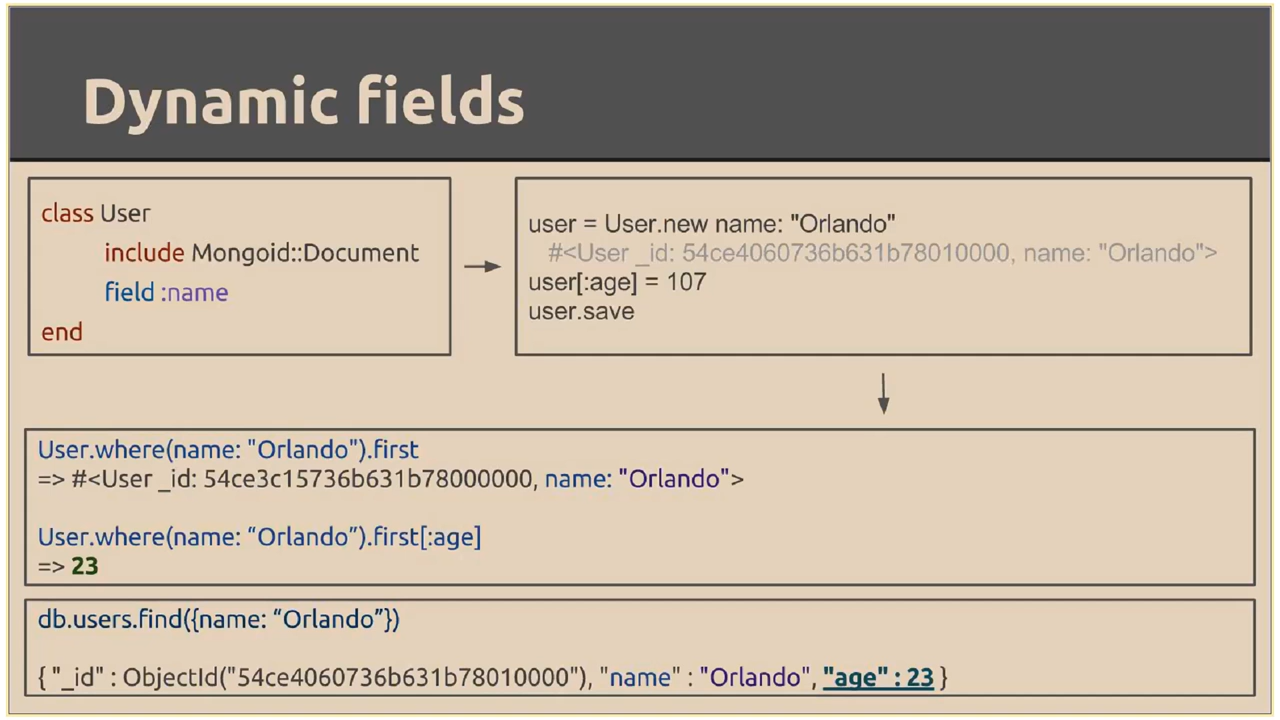 Dynamic fields
class User
include Mongoid::Document
field :name
end
user = User.new name: "Orlando"
#<User _id: 54ce4060736b631b78010000, name: "Orlando">
user[:age] = 107
user.save
User.where(name: "Orlando").first
=> #<User _id: 54ce3c15736b631b78000000, name: "Orlando">
User.where(name: “Orlando”).first[:age]
=> 23
db.users.find({name: “Orlando”})
{ "_id" : ObjectId("54ce4060736b631b78010000"), "name" : "Orlando", "age" : 23 }